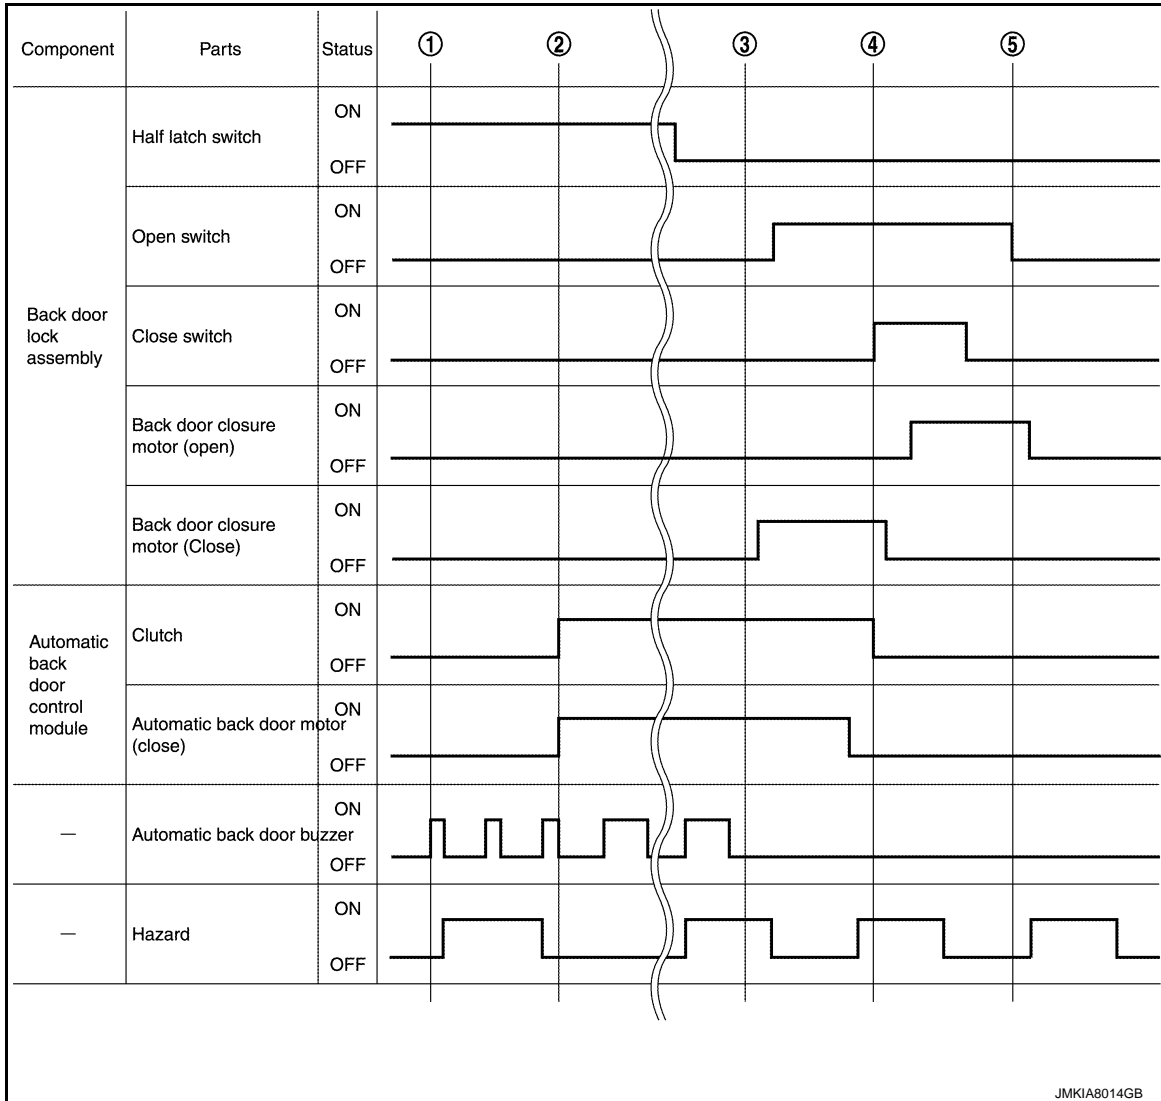 Component Parts Status ① ② ③ ④ ⑤
Back door
lock
assembly
Half latch switch
ON
OFF
Open switch
ON
OFF
Close switch
ON
OFF
Back door closure
motor (open)
ON
OFF
Back door closure
motor (Close)
ON
OFF
Automatic
back
door
control
module
Clutch
ON
OFF
Automatic back door motor
(close)
ON
OFF
—
Automatic back door buzzer
ON
OFF
—
Hazard
ON
OFF
JMKIA8014GB